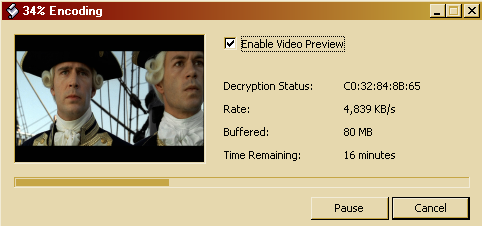 34% Encoding
Enable Video Preview
Decryption Status: C0:32:84:8B:65
Rate: 4,839 KB/s
Buffered: 80 MB
Time Remaining: 16 minutes
Pause Cancel